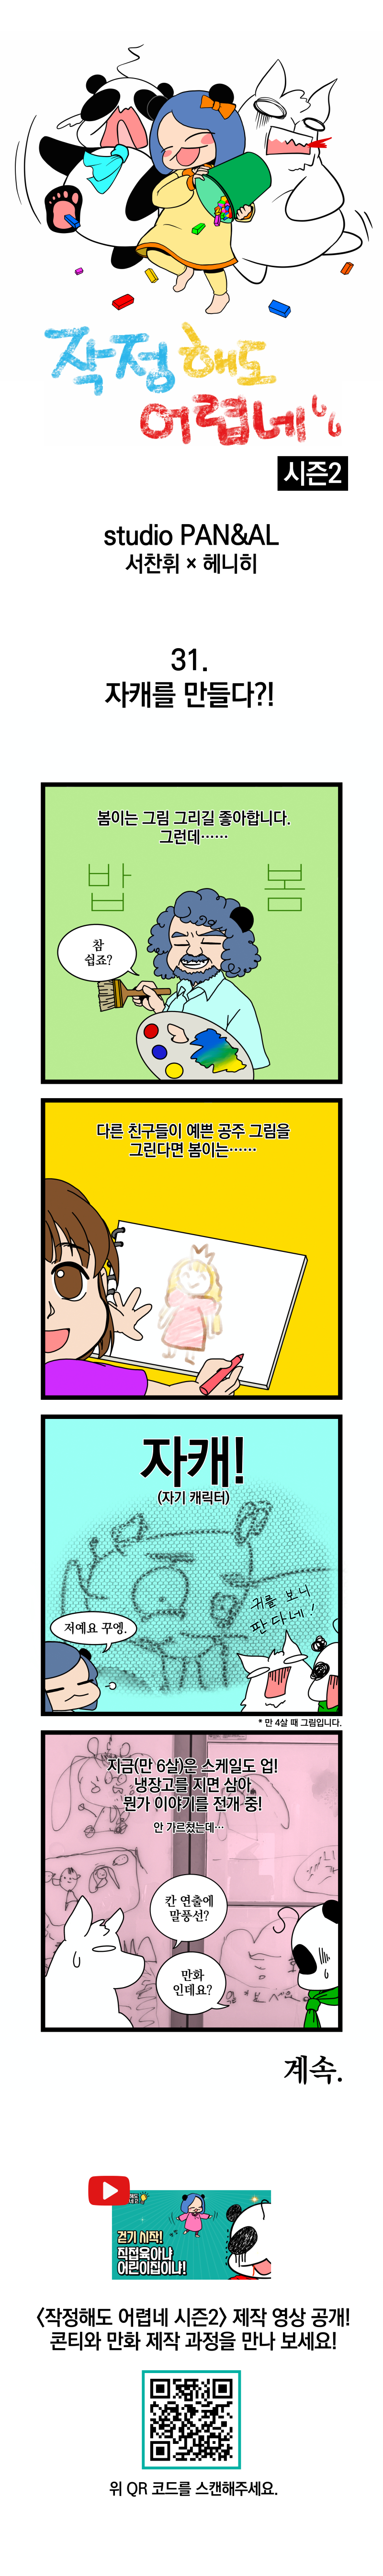 작정해도
어렵네
시즌2
studio PAN&AL
서찬휘 × 헤니히
31.
자캐를 만들다?!
봄이는 그림 그리길 좋아합니다.
그런데……
밥
봄
참
쉽죠?
다른 친구들이 예쁜 공주 그림을
그린다면 봄이는……
자캐!
(자기 캐릭터)
귀를 보니
판다네!
저예요 꾸엥.
* 만 4살 때 그림입니다.
지금(만 6살)은 스케일도 업!
냉장고를 지면 삼아
뭔가 이야기를 전개 중!
안 가르쳤는데…
칸 연출에
말풍선?
만화
인데요?
계속.
걷기 시작!
직접육아냐
어린이집이냐!
<작정해도 어렵네 시즌2> 제작 영상 공개!
콘티와 만화 제작 과정을 만나 보세요!
위 QR 코드를 스캔해주세요.